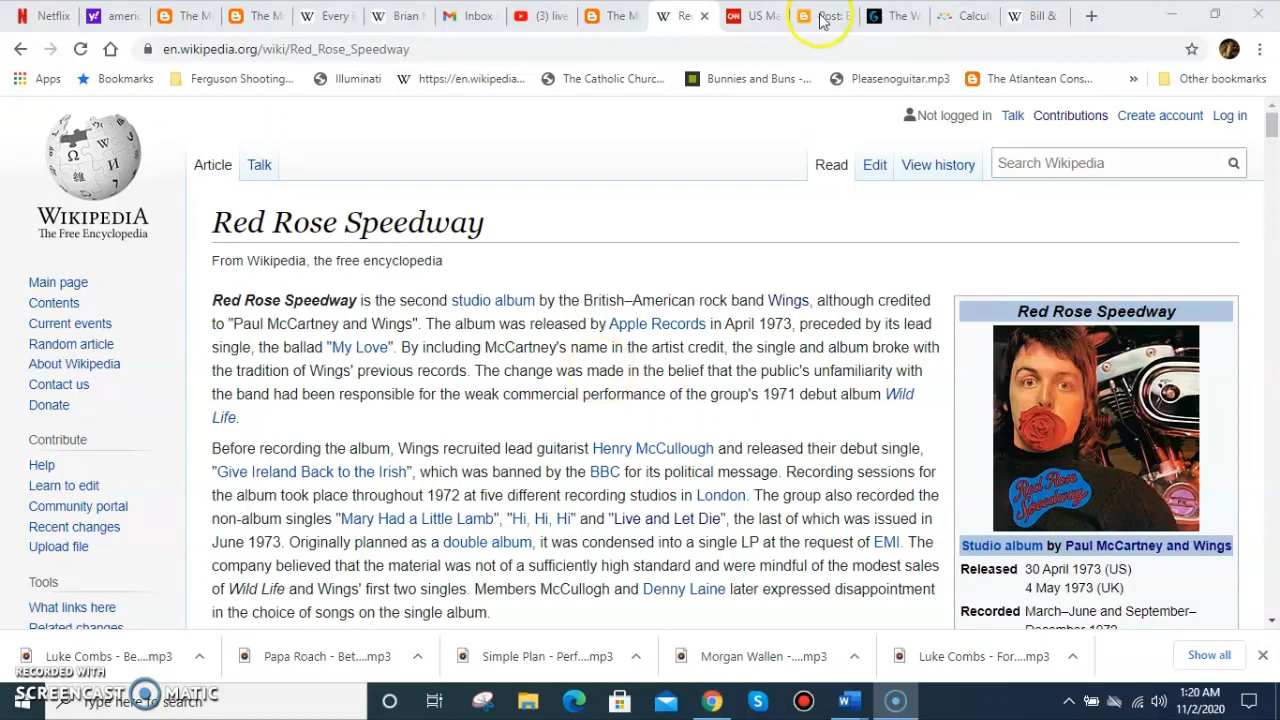 Netflix
americ
The M
The M
Every
Brian
Inbox
(3) live
The M
Re
US Ma
Post: E
The W
Calcul
Bill &
en.wikipedia.org/wiki/Red_Rose_Speedway
Apps
Bookmarks
Ferguson Shooting...
Illuminati
https://en.wikipedia...
The Catholic Churc...
Bunnies and Buns -...
Pleasenoguitar.mp3
The Atlantean Cons...
»
Other bookmarks
WIKIPEDIA
The Free Encyclopedia
Not logged in Talk Contributions Create account Log in
Article Talk
Read Edit View history
Search Wikipedia
Main page
Contents
Current events
Random article
About Wikipedia
Contact us
Donate
Contribute
Help
Learn to edit
Community portal
Recent changes
Upload file
Tools
What links here
Related changes
Red Rose Speedway
From Wikipedia, the free encyclopedia
Red Rose Speedway is the second studio album by the British–American rock band Wings, although credited
to "Paul McCartney and Wings". The album was released by Apple Records in April 1973, preceded by its lead
single, the ballad "My Love". By including McCartney's name in the artist credit, the single and album broke with
the tradition of Wings' previous records. The change was made in the belief that the public's unfamiliarity with
the band had been responsible for the weak commercial performance of the group's 1971 debut album Wild
Life.
Before recording the album, Wings recruited lead guitarist Henry McCullough and released their debut single,
"Give Ireland Back to the Irish", which was banned by the BBC for its political message. Recording sessions for
the album took place throughout 1972 at five different recording studios in London. The group also recorded the
non-album singles "Mary Had a Little Lamb", "Hi, Hi, Hi" and "Live and Let Die", the last of which was issued in
June 1973. Originally planned as a double album, it was condensed into a single LP at the request of EMI. The
company believed that the material was not of a sufficiently high standard and were mindful of the modest sales
of Wild Life and Wings' first two singles. Members McCullogh and Denny Laine later expressed disappointment
in the choice of songs on the single album.
Red Rose Speedway
Red Rose
Speedway
Studio album by Paul McCartney and Wings
Released 30 April 1973 (US)
4 May 1973 (UK)
Recorded March–June and September–
December 1972
Luke Combs - Be....mp3
Papa Roach - Bet....mp3
Simple Plan - Perf....mp3
Morgan Wallen -....mp3
Luke Combs - For....mp3
Show all
RECORDED WITH
SCREENCAST MATIC
Type here to search
1:20 AM
11/2/2020